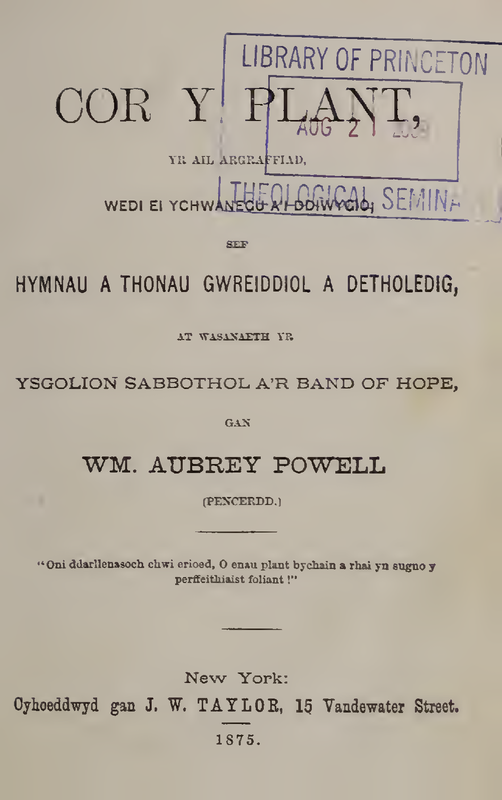 LIBRARY OF PRINCETON
AUG 21 2009
THEOLOGICAL SEMINA
COR Y PLANT,
YR AIL ARGRAFFIAD,
WEDI EI YCHWANEGU A'I DDIWYGIO,
SEF
HYMNAU A THONAU GWREIDDIOL A DETHOLEDIG,
AT WASANAETH YR
YSGOLION SABBOTHOL A'R BAND OF HOPE,
GAN
WM. AUBREY POWELL
(PENCERDD.)
“Oni ddarllenasoch chwi erioed, O enau plant bychain a rhai yn sugno y
perffeithiaist foliant!”
New York:
Cyhoeddwyd gan J. W. TAYLOR, 15 Vandewater Street.
1875.